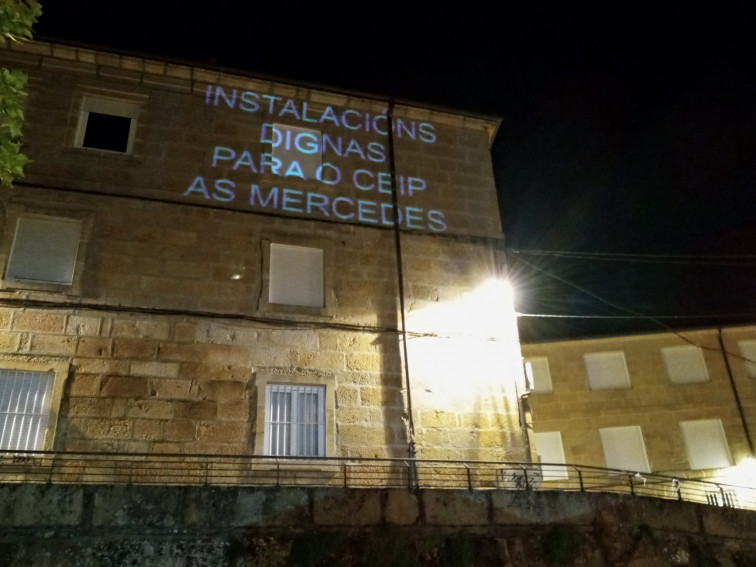 INSTALACIÓNS
DIGNAS
PARA O CEIP
AS MERCEDES